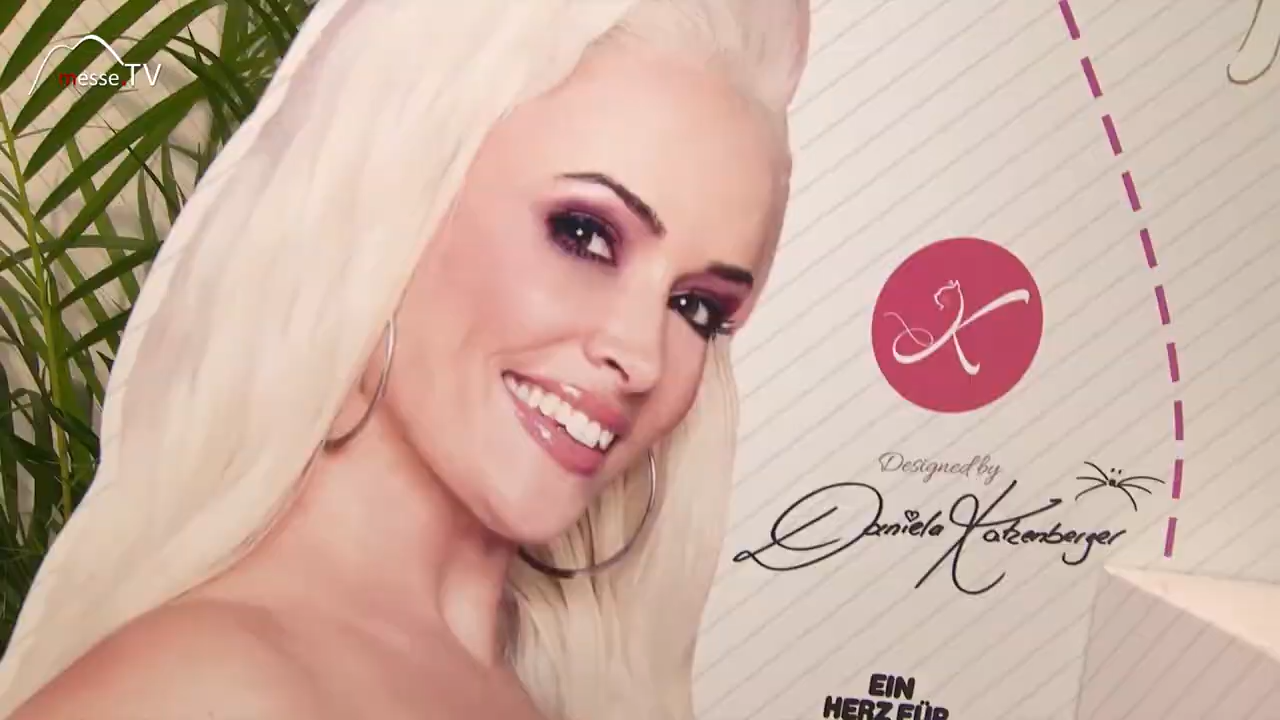 messe.TV
K
Designed by
Daniela Katzenberger
EIN
HERZ FÜR